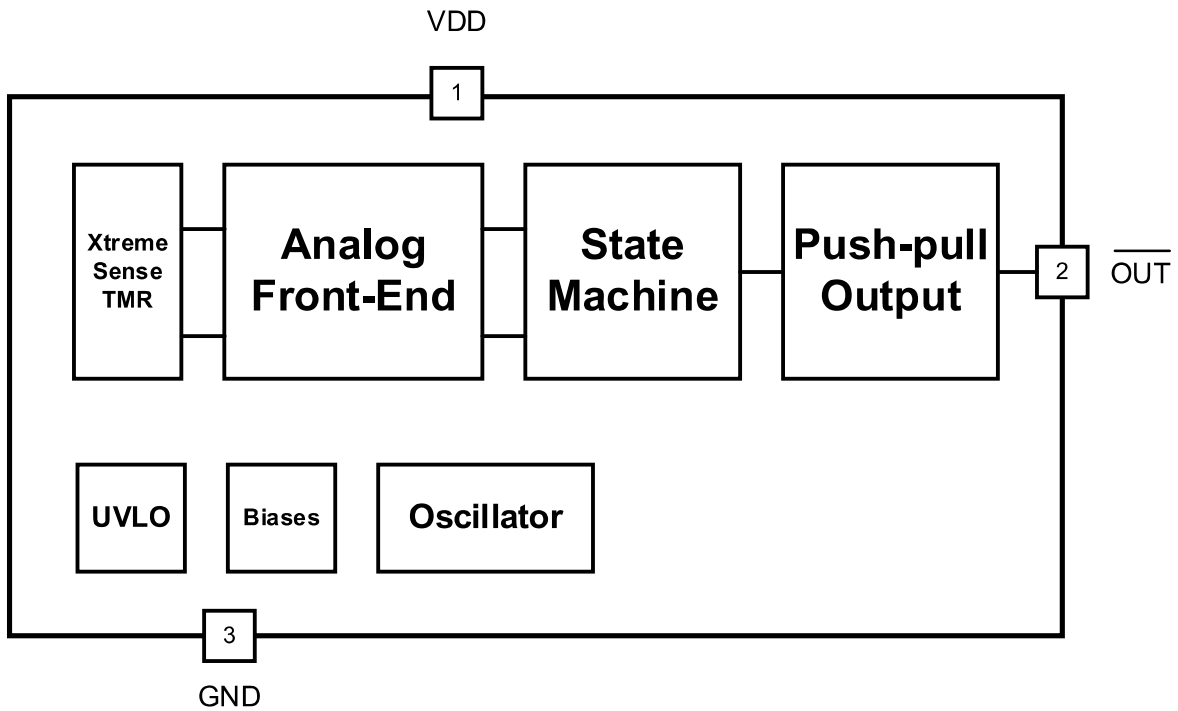 VDD
1
Xtreme
Sense
TMR
Analog
Front-End
State
Machine
Push-pull
Output
2
OUT
UVLO
Biases
Oscillator
3
GND